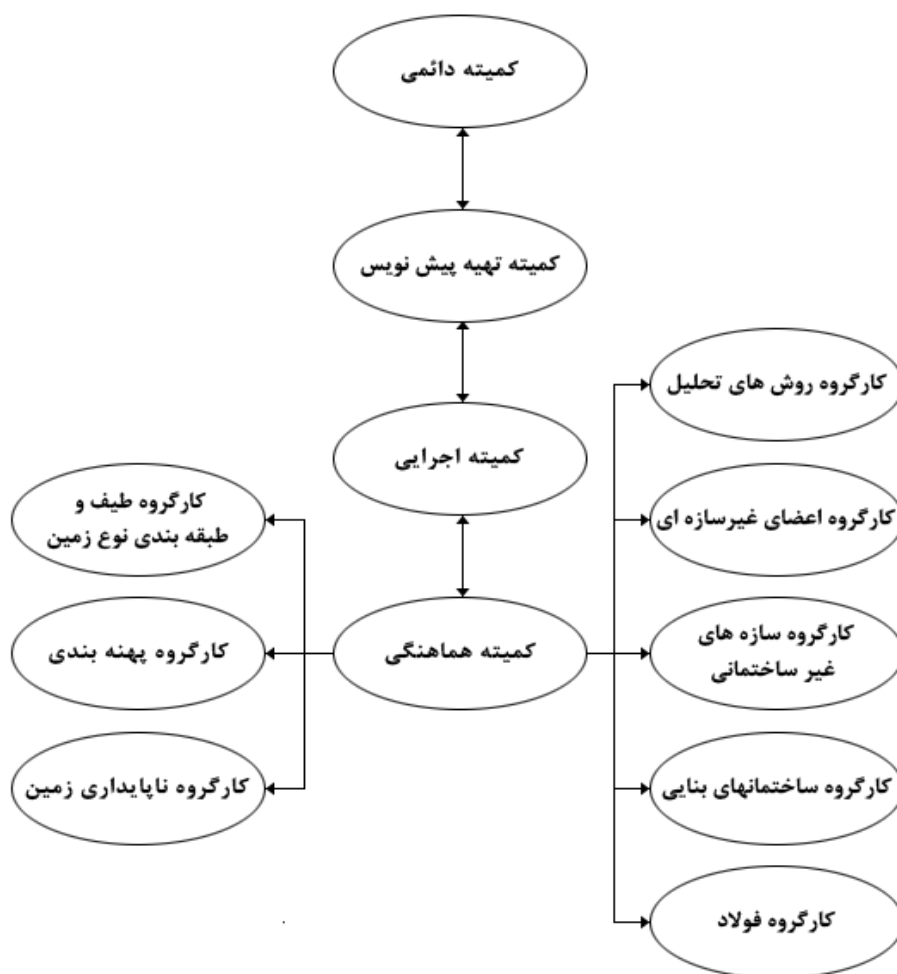 کمیته دائمی
کمیته تهیه پیش نویس
کمیته اجرایی
کمیته هماهنگی
کارگروه روش های تحلیل
کارگروه اعضای غیرسازه ای
کارگروه سازه های
غیر ساختمانی
کارگروه ساختمانهای بنایی
کارگروه فولاد
کارگروه طیف و
طبقه بندی نوع زمین
کارگروه پهنه بندی
کارگروه ناپایداری زمین